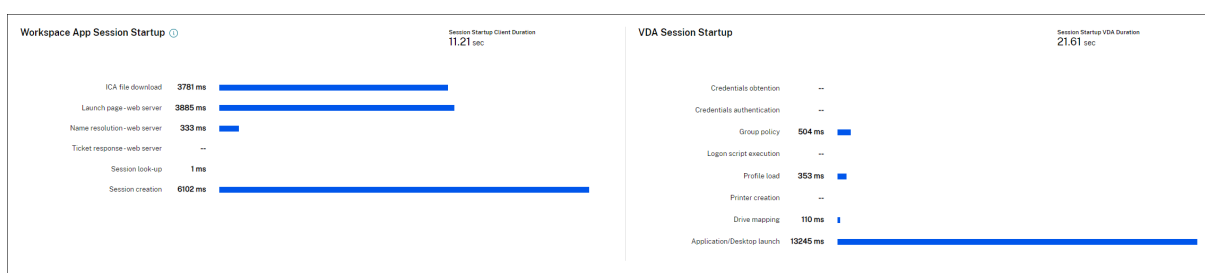 Workspace App Session Startup
Session Startup Client Duration
11.21 sec
ICA file download 3781 ms
Launch page-web server 3885 ms
Name resolution-web server 333 ms
Ticket response-web server --
Session look-up 1 ms
Session creation 6102 ms
VDA Session Startup
Session Startup VDA Duration
21.61 sec
Credentials obtention --
Credentials authentication --
Group policy 504 ms
Logon script execution --
Profile load 353 ms
Printer creation --
Drive mapping 110 ms
Application/Desktop launch 13245 ms